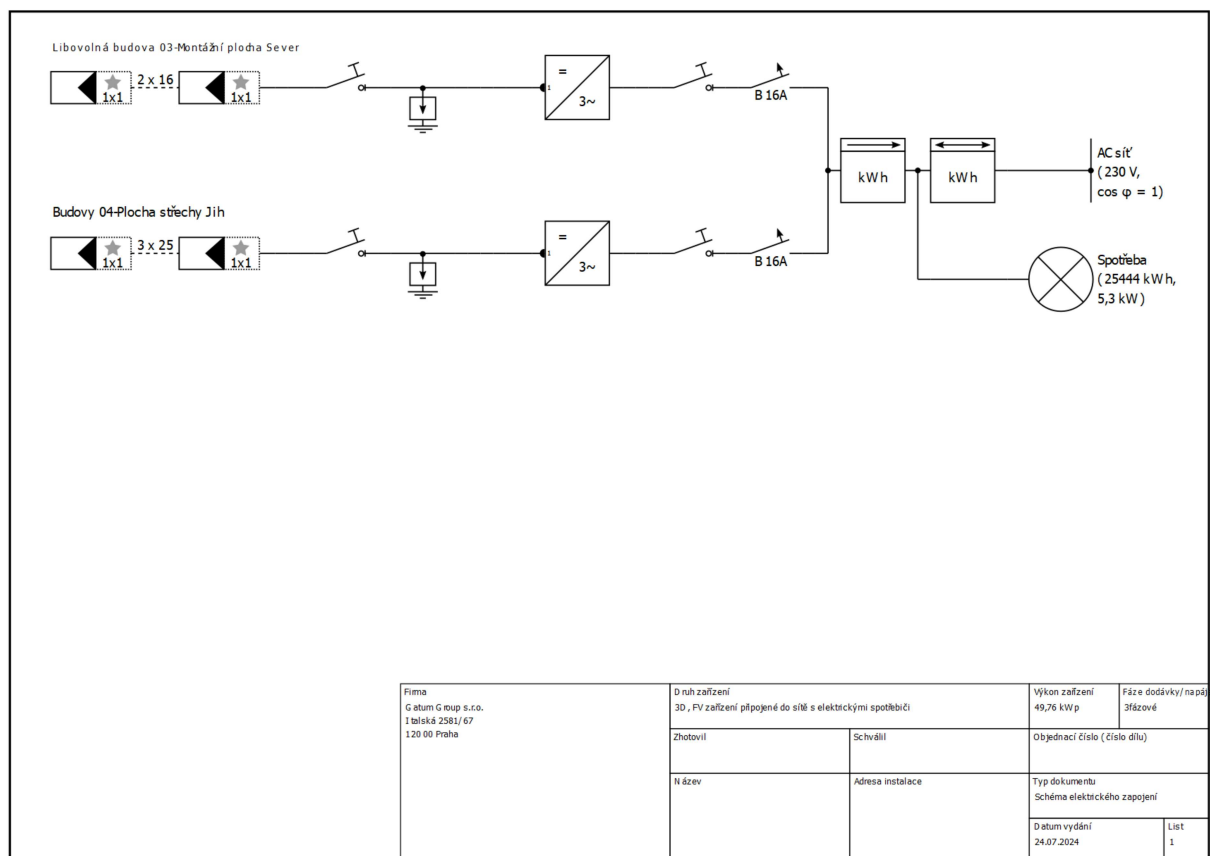 Libovolná budova 03-Montážní plocha Sever
1x1
2 x 16
1x1
=
1
3~
B 16A
kWh
kWh
AC síť
(230 V,
cos φ = 1)
Budovy 04-Plocha střechy Jih
1x1
3 x 25
1x1
=
1
3~
B 16A
Spotřeba
(25444 kWh,
5,3 kW)
Firma
Gatum Group s.r.o.
Italská 2581/67
120 00 Praha
Druh zařízení
3D, FV zařízení připojené do sítě s elektrickými spotřebiči
Výkon zařízení
49,76 kWp
Fáze dodávky/napáj
3fázové
Zhotovil
Schválil
Objednací číslo (číslo dílu)
Název
Adresa instalace
Typ dokumentu
Schéma elektrického zapojení
Datum vydání
24.07.2024
List
1